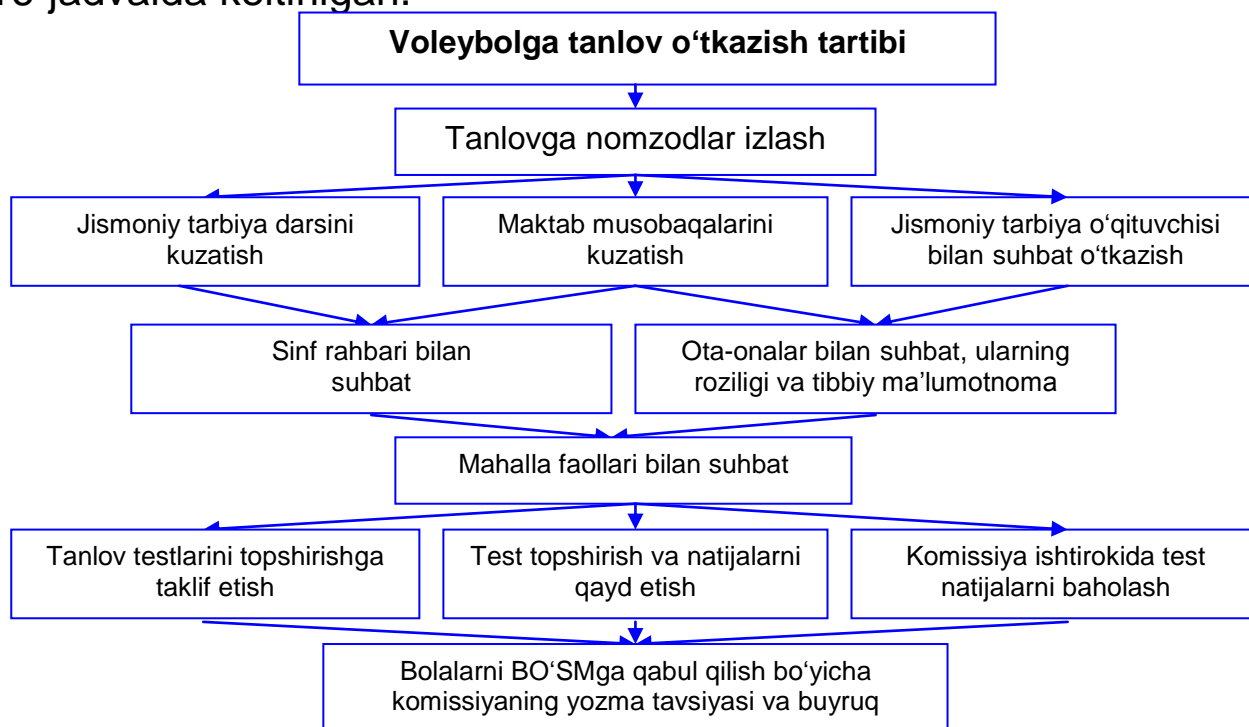 jadvalda keltirilgan.
Voleybolga tanlov o‘tkazish tartibi
Tanlovga nomzodlar izlash
Jismoniy tarbiya darsini
kuzatish
Maktab musobaqalarini
kuzatish
Jismoniy tarbiya o‘qituvchisi
bilan suhbat o‘tkazish
Sinf rahbari bilan
suhbat
Ota-onalar bilan suhbat, ularning
roziligi va tibbiy ma’lumotnoma
Mahalla faollari bilan suhbat
Tanlov testlarini topshirishga
taklif etish
Test topshirish va natijalarni
qayd etish
Komissiya ishtirokida test
natijalarni baholash
Bolalarni BO‘SMga qabul qilish bo‘yicha
komissiyaning yozma tavsiyasi va buyruq